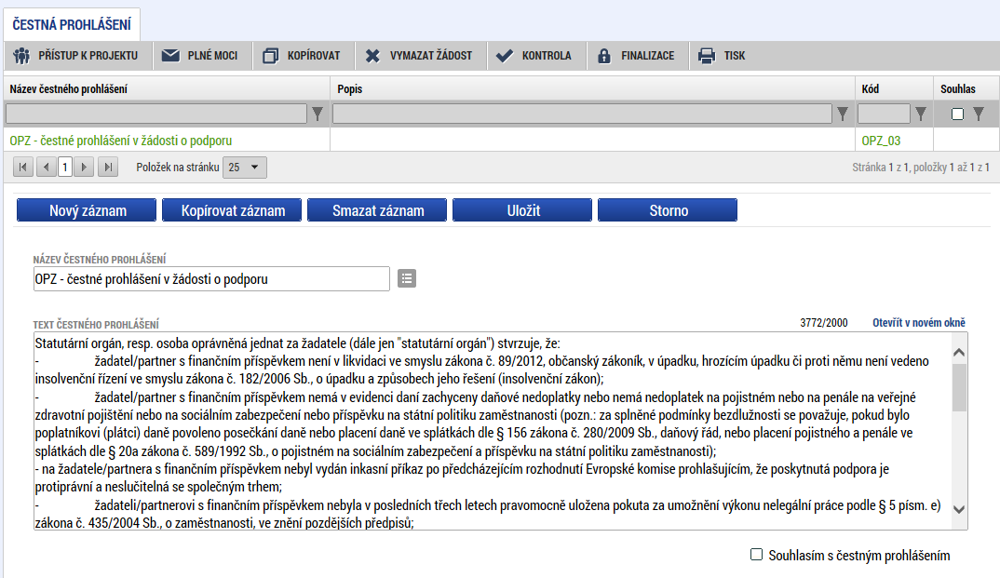 ČESTNÁ PROHLÁŠENÍ
PŘÍSTUP K PROJEKTU PLNÉ MOCI KOPÍROVAT VYMAZAT ŽÁDOST KONTROLA FINALIZACE TISK
Název čestného prohlášení Popis Kód Souhlas
OPZ - čestné prohlášení v žádosti o podporu OPZ_03
1 Položek na stránku 25 Stránka 1 z 1, položky 1 až 1 z 1
Nový záznam Kopírovat záznam Smazat záznam Uložit Storno
NÁZEV ČESTNÉHO PROHLÁŠENÍ
OPZ - čestné prohlášení v žádosti o podporu
TEXT ČESTNÉHO PROHLÁŠENÍ 3772/2000 Otevřít v novém okně
Statutární orgán, resp. osoba oprávněná jednat za žadatele (dále jen "statutární orgán") stvrzuje, že:
- žadatel/partner s finančním příspěvkem není v likvidaci ve smyslu zákona č. 89/2012, občanský zákoník, v úpadku, hrozícím úpadku či proti němu není vedeno
insolvenční řízení ve smyslu zákona č. 182/2006 Sb., o úpadku a způsobech jeho řešení (insolvenční zákon);
- žadatel/partner s finančním příspěvkem nemá v evidenci daní zachyceny daňové nedoplatky nebo nemá nedoplatek na pojistném nebo na penále na veřejné
zdravotní pojištění nebo na sociálním zabezpečení nebo příspěvku na státní politiku zaměstnanosti (pozn.: za splněné podmínky bezdlužnosti se považuje, pokud bylo
poplatníkovi (plátci) daně povoleno posečkání daně nebo placení daně ve splátkách dle § 156 zákona č. 280/2009 Sb., daňový řád, nebo placení pojistného a penále ve
splátkách dle § 20a zákona č. 589/1992 Sb., o pojistném na sociálním zabezpečení a příspěvku na státní politiku zaměstnanosti);
- na žadatele/partnera s finančním příspěvkem nebyl vydán inkasní příkaz po předcházejícím rozhodnutí Evropské komise prohlašujícím, že poskytnutá podpora je
protiprávní a neslučitelná se společným trhem;
- žadateli/partnerovi s finančním příspěvkem nebyla v posledních třech letech pravomocně uložena pokuta za umožnění výkonu nelegální práce podle § 5 písm. e)
zákona č. 435/2004 Sb., o zaměstnanosti, ve znění pozdějších předpisů;
Souhlasím s čestným prohlášením